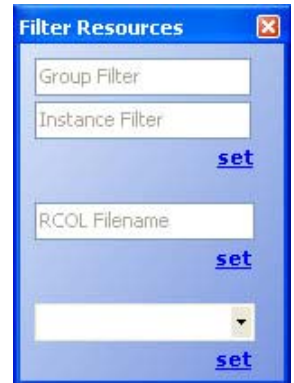 Filter Resources
Group Filter
Instance Filter
set
RCOL Filename
set
set